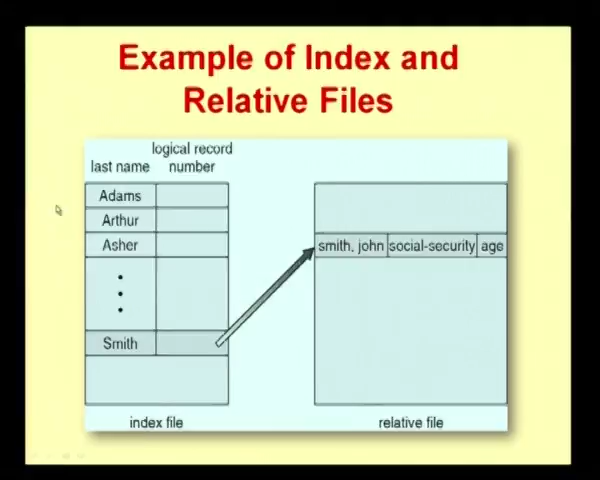 Example of Index and
Relative Files
logical record
last name number
Adams
Arthur
Asher
smith, john social-security age
Smith
index file relative file